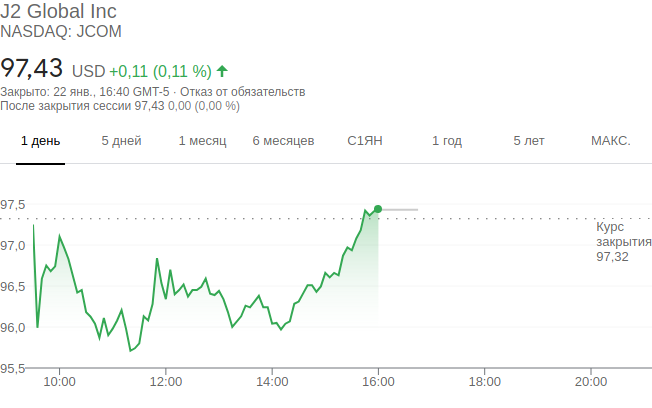 J2 Global Inc
NASDAQ: JCOM
97,43 USD +0,11 (0,11 %)
Закрыто: 22 янв., 16:40 GMT-5 · Отказ от обязательств
После закрытия сессии 97,43 0,00 (0,00 %)
1 день 5 дней 1 месяц 6 месяцев С1ЯН 1 год 5 лет МАКС.
97,5
Курс
закрытия
97,32
97,0
96,5
96,0
95,5
10:00 12:00 14:00 16:00 18:00 20:00